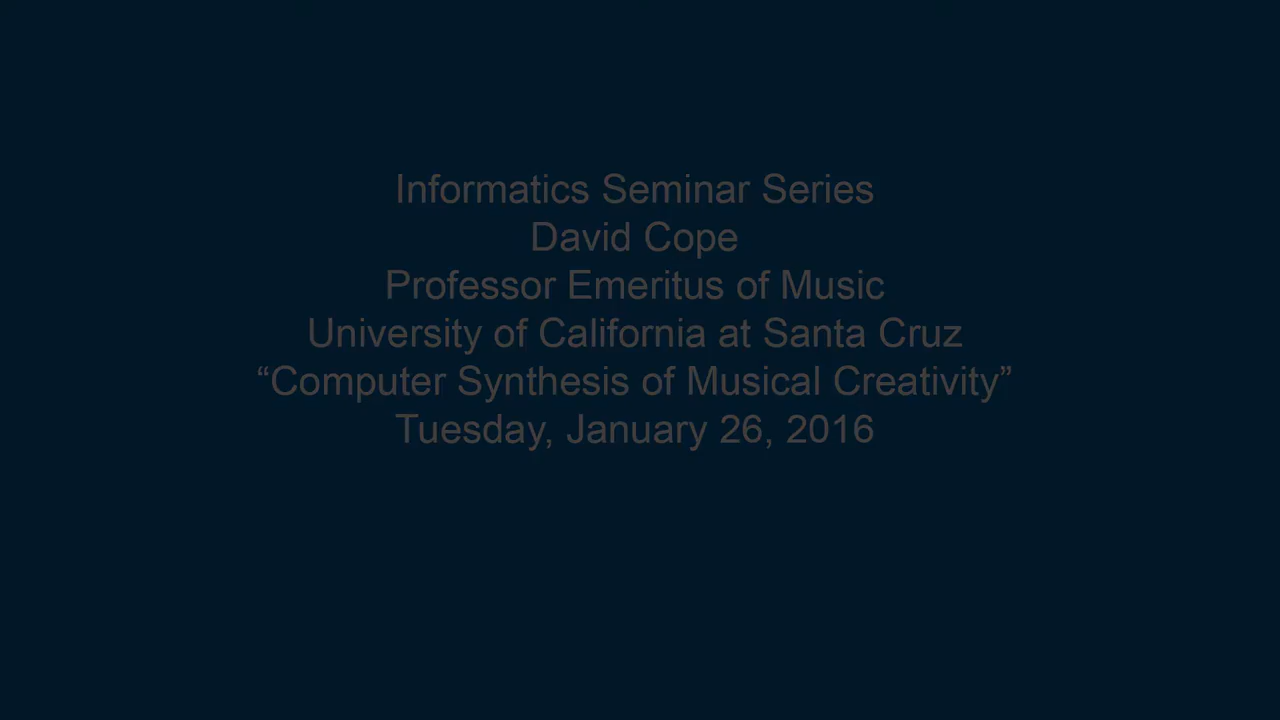 Informatics Seminar Series
David Cope
Professor Emeritus of Music
University of California at Santa Cruz
“Computer Synthesis of Musical Creativity”
Tuesday, January 26, 2016